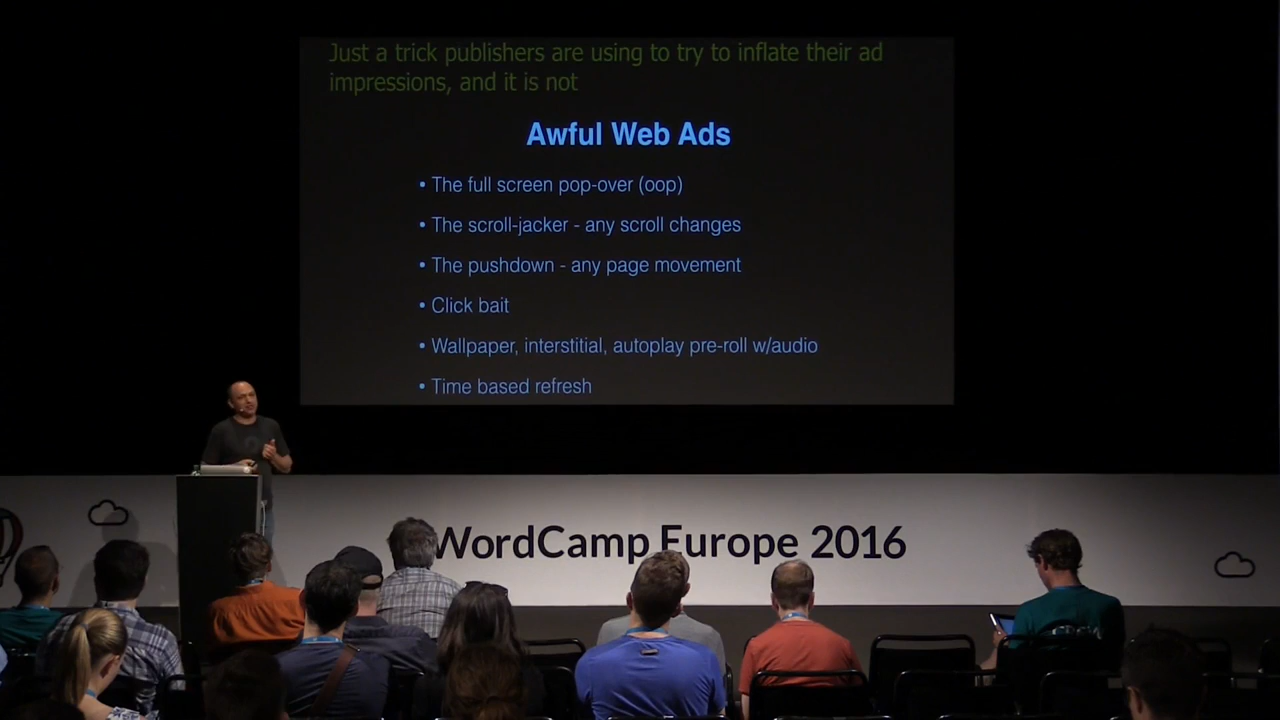 Just a trick publishers are using to try to inflate their ad
impressions, and it is not
Awful Web Ads
• The full screen pop-over (oop)
• The scroll-jacker - any scroll changes
• The pushdown - any page movement
• Click bait
• Wallpaper, interstitial, autoplay pre-roll w/audio
• Time based refresh
WordCamp Europe 2016